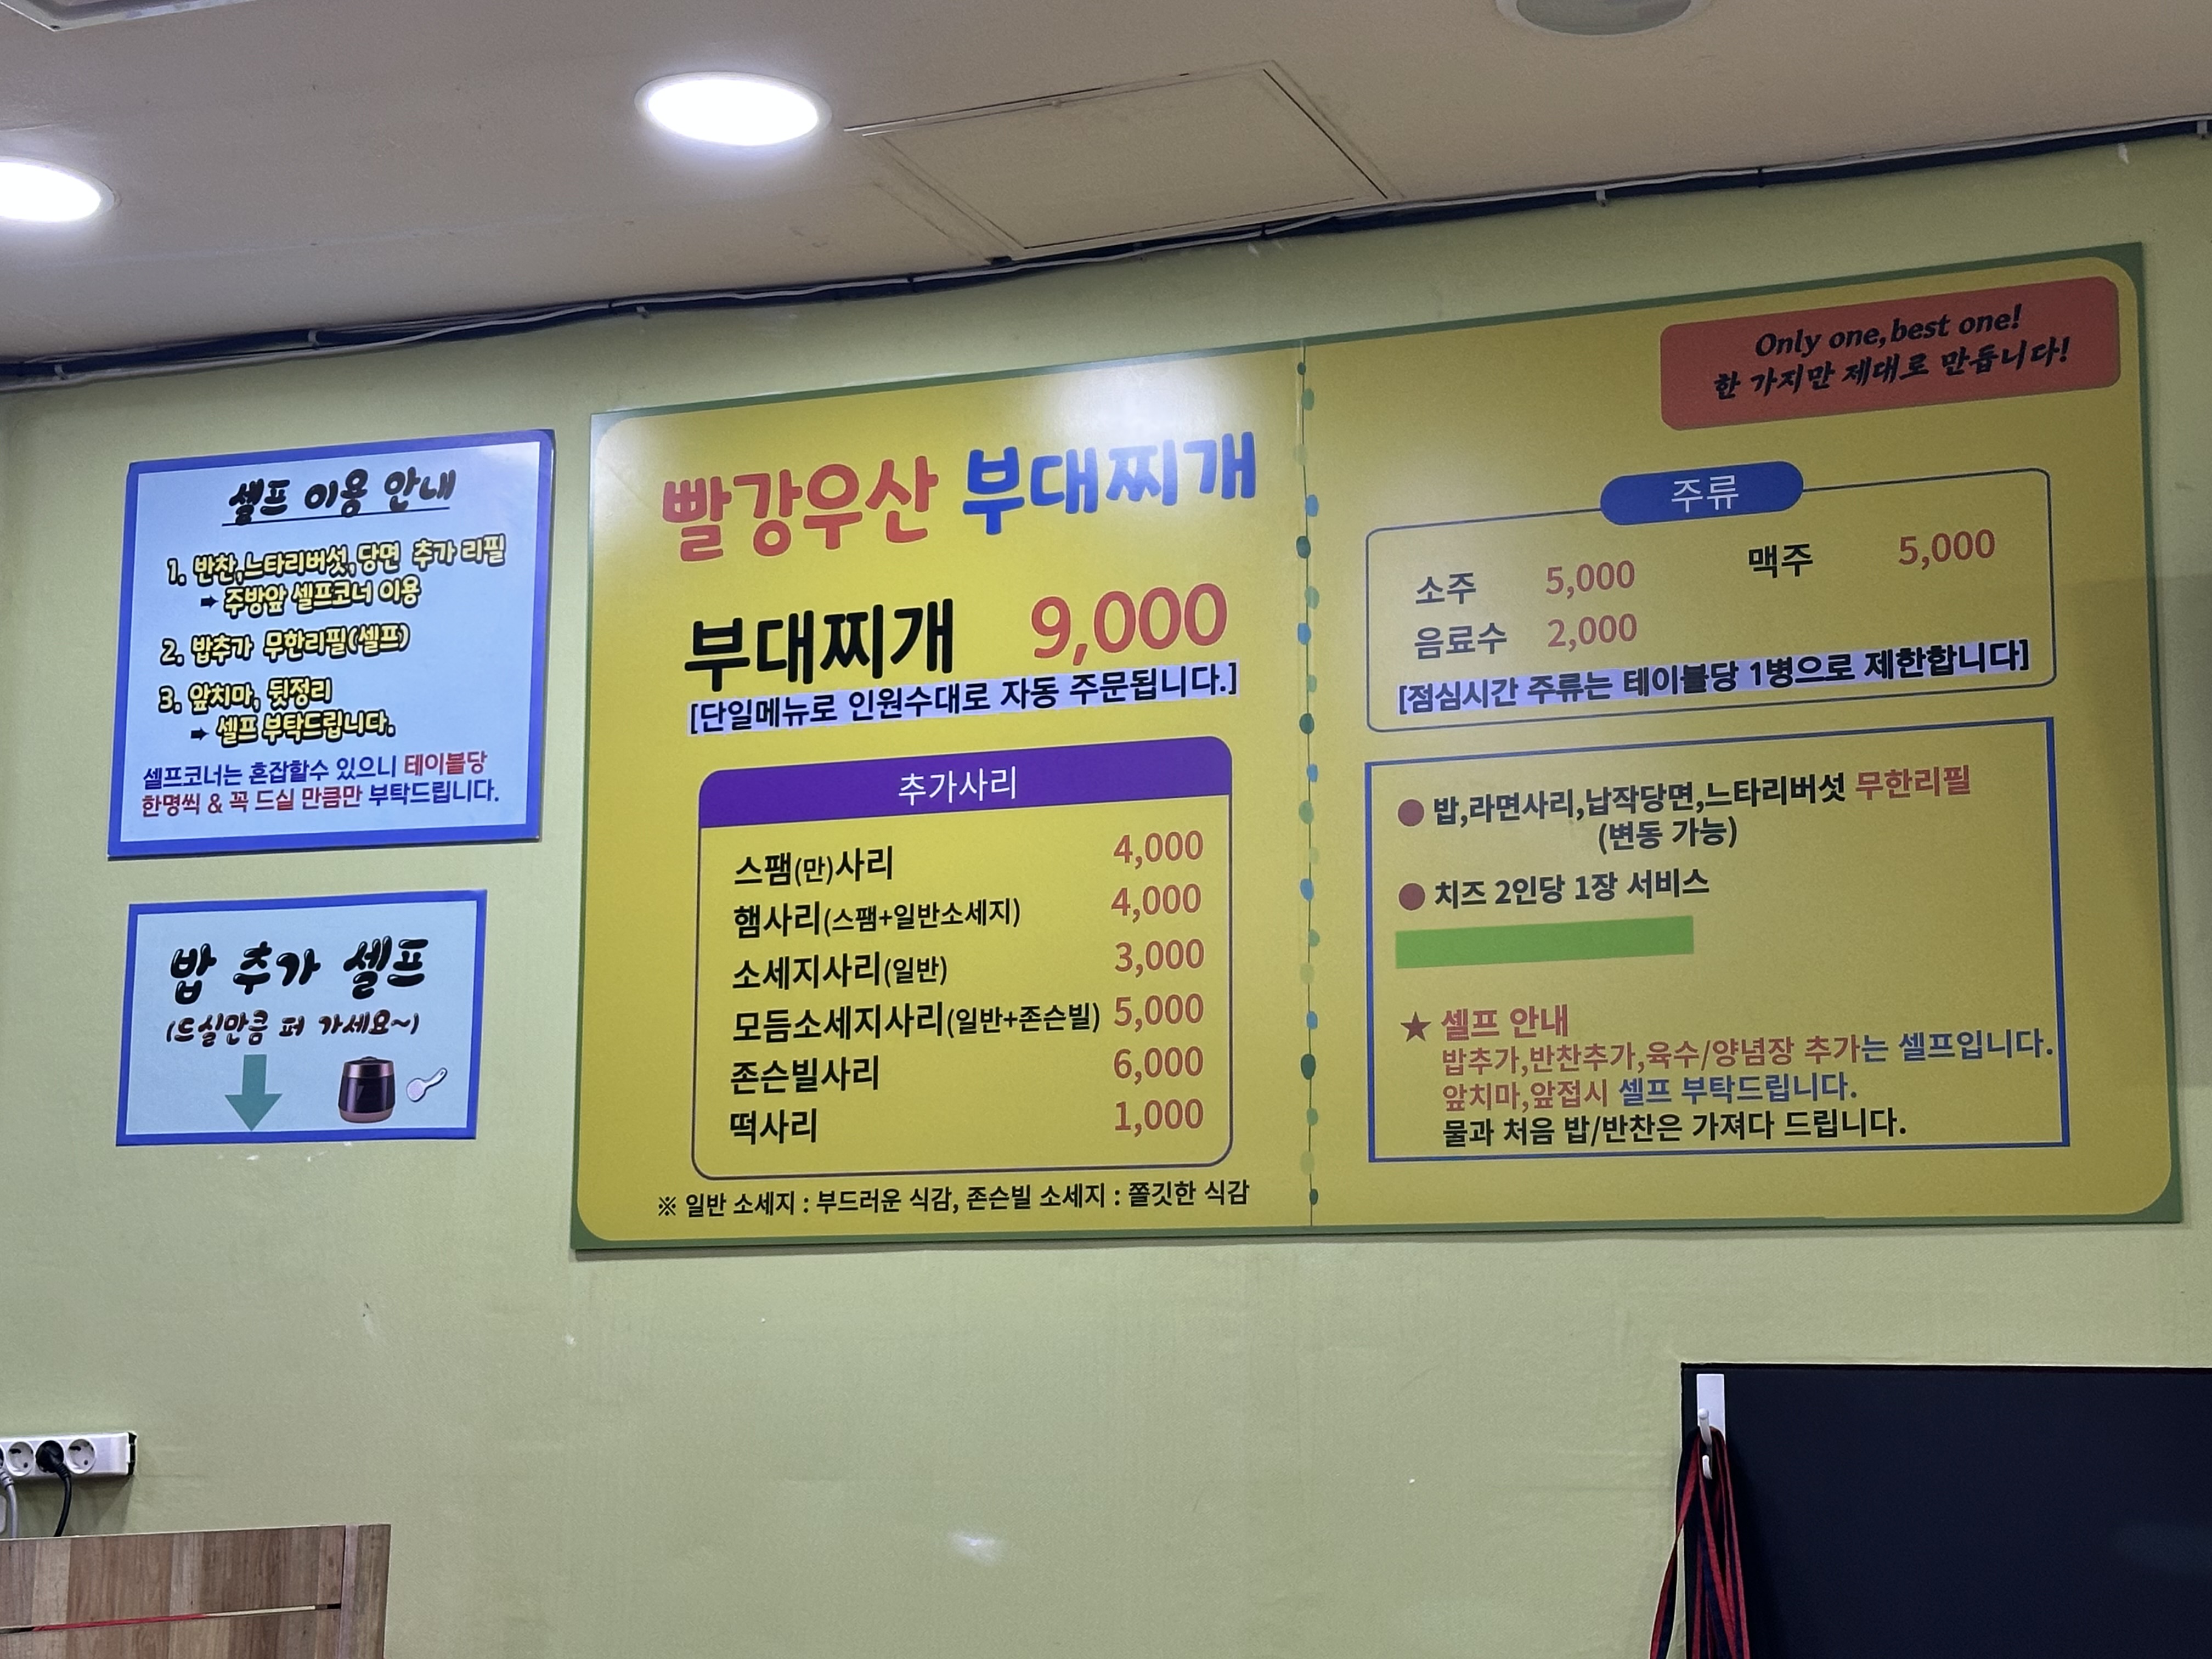 셀프 이용 안내
1. 반찬,느타리버섯,당면 추가 리필
➡ 주방앞 셀프코너 이용
2. 밥추가 무한리필(셀프)
3. 앞치마, 뒷정리
➡ 셀프 부탁드립니다.
셀프코너는 혼잡할수 있으니 테이블당
한명씩 & 꼭 드실 만큼만 부탁드립니다.
밥 추가 셀프
(드실만큼 퍼 가세요~)
빨강우산 부대찌개
부대찌개 9,000
[단일메뉴로 인원수대로 자동 주문됩니다.]
추가사리
스팸(만)사리 4,000
햄사리(스팸+일반소세지) 4,000
소세지사리(일반) 3,000
모듬소세지사리(일반+존슨빌) 5,000
존슨빌사리 6,000
떡사리 1,000
※ 일반 소세지 : 부드러운 식감, 존슨빌 소세지 : 쫄깃한 식감
Only one,best one!
한 가지만 제대로 만듭니다!
주류
소주 5,000 맥주 5,000
음료수 2,000
[점심시간 주류는 테이블당 1병으로 제한합니다]
● 밥,라면사리,납작당면,느타리버섯 무한리필
(변동 가능)
● 치즈 2인당 1장 서비스
★ 셀프 안내
밥추가,반찬추가,육수/양념장 추가는 셀프입니다.
앞치마,앞접시 셀프 부탁드립니다.
물과 처음 밥/반찬은 가져다 드립니다.